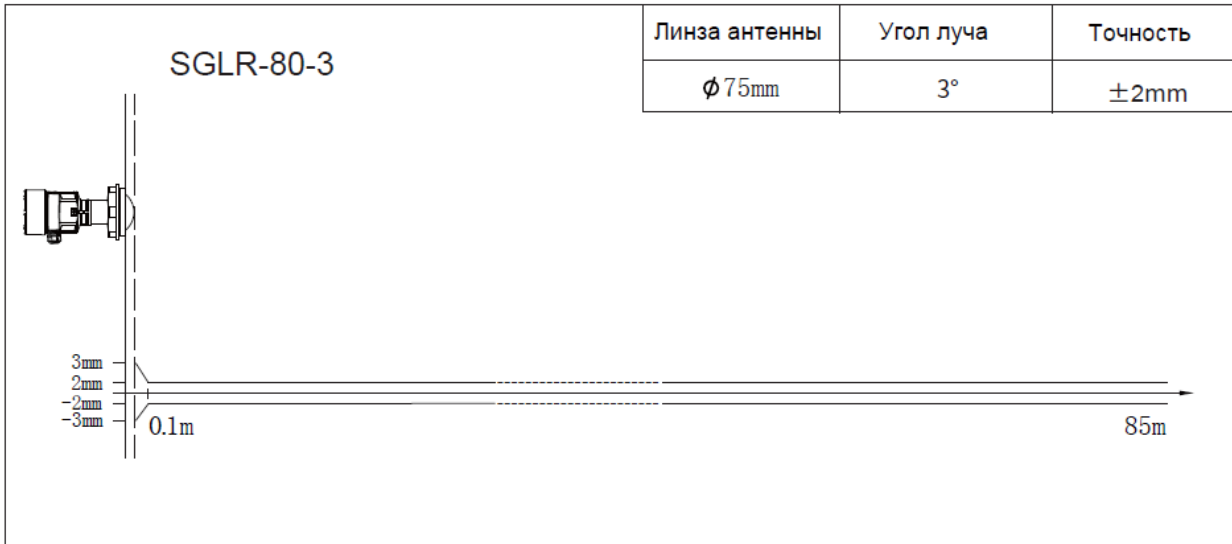 SGLR-80-3
Линза антенны Угол луча Точность
ϕ75mm 3° ±2mm
3mm
2mm
-2mm
-3mm
0.1m 85m